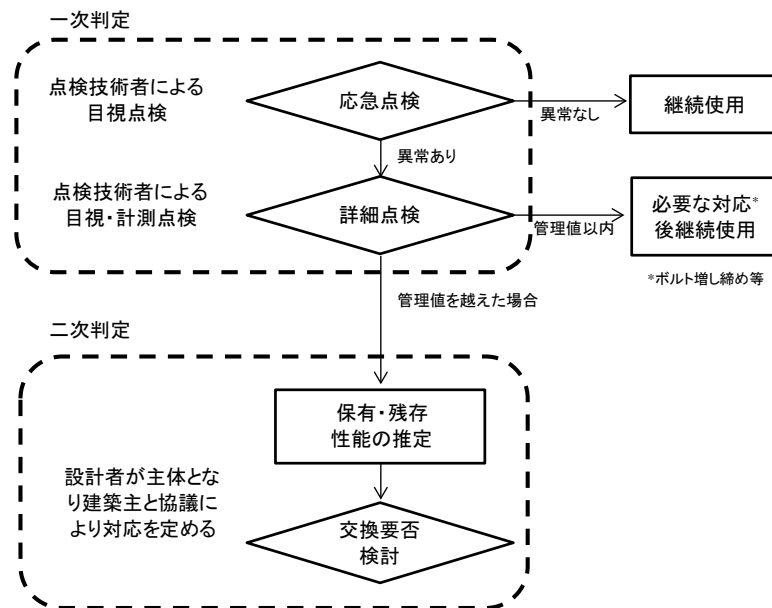 一次判定
点検技術者による
目視点検
応急点検
異常なし
継続使用
異常あり
点検技術者による
目視・計測点検
詳細点検
管理値以内
必要な対応*
後継続使用
*ボルト増し締め等
管理値を越えた場合
二次判定
保有・残存
性能の推定
設計者が主体とな
り建築主と協議に
より対応を定める
交換要否
検討